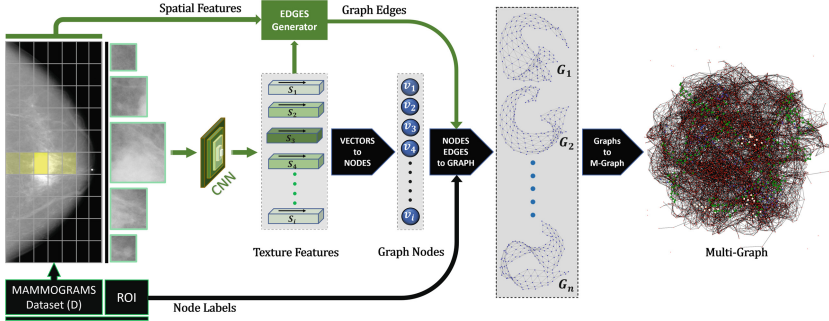 Spatial Features
EDGES
Generator
Graph Edges
CNN
S1
S2
S3
S4
Si
Texture Features
VECTORS
to
NODES
v1
v2
v3
v4
vi
Graph Nodes
NODES
EDGES
to GRAPH
G1
G2
Gn
Graphs
to
M-Graph
Multi-Graph
MAMMOGRAMS
Dataset (D)
ROI
Node Labels